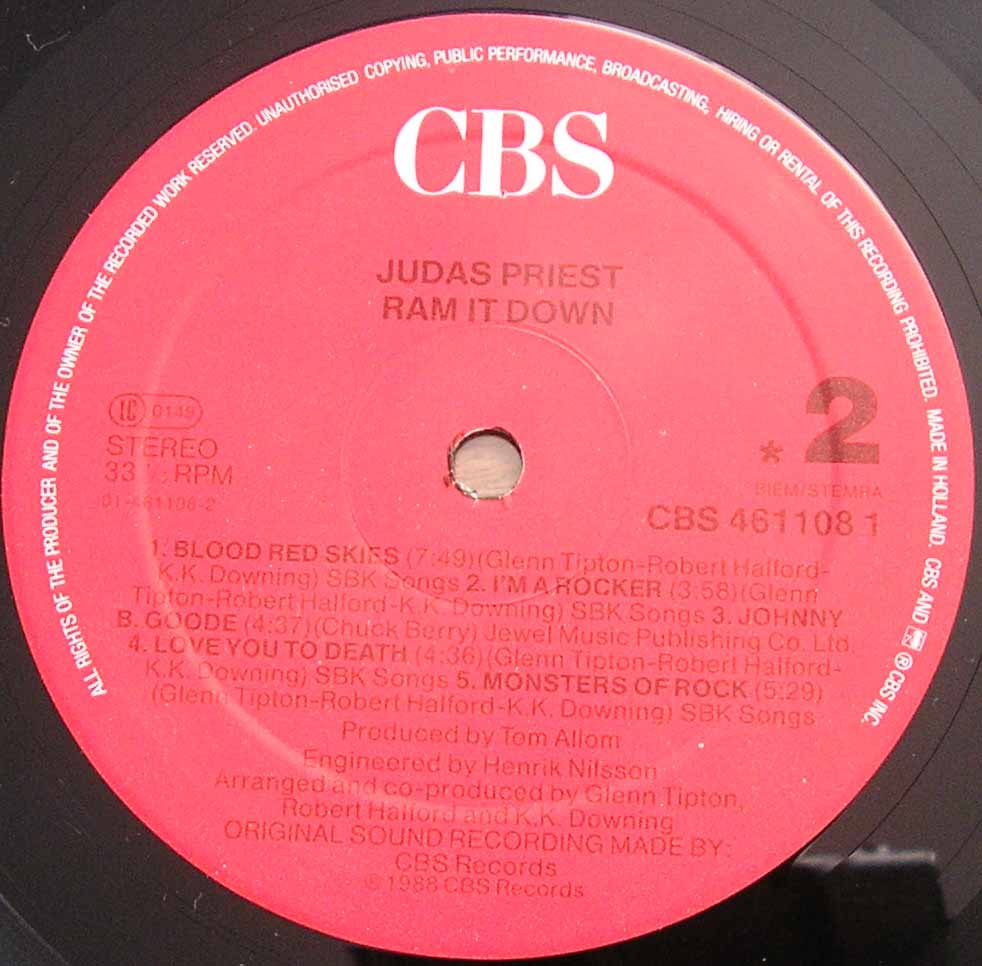 ALL RIGHTS OF THE PRODUCER AND OF THE OWNER OF THE RECORDED WORK RESERVED. UNAUTHORISED COPYING, PUBLIC PERFORMANCE, BROADCASTING, HIRING OR RENTAL OF THIS RECORDING PROHIBITED. MADE IN HOLLAND. CBS AND ℗ CBS INC.
CBS
JUDAS PRIEST
RAM IT DOWN
LC 0149
STEREO
33 RPM
01-461108-2
* 2
BIEM/STEMRA
CBS 461108 1
1. BLOOD RED SKIES (7:49)(Glenn Tipton-Robert Halford-
K.K. Downing) SBK Songs 2. I'M A ROCKER (3:58)(Glenn
Tipton-Robert Halford-K.K. Downing) SBK Songs 3. JOHNNY
B. GOODE (4:37)(Chuck Berry) Jewel Music Publishing Co. Ltd.
4. LOVE YOU TO DEATH (4:36)(Glenn Tipton-Robert Halford-
K.K. Downing) SBK Songs 5. MONSTERS OF ROCK (5:29)
(Glenn Tipton-Robert Halford-K.K. Downing) SBK Songs
Produced by Tom Allom
Engineered by Henrik Nilsson
Arranged and co-produced by Glenn Tipton,
Robert Halford and K.K. Downing
ORIGINAL SOUND RECORDING MADE BY:
CBS Records
℗ 1988 CBS Records